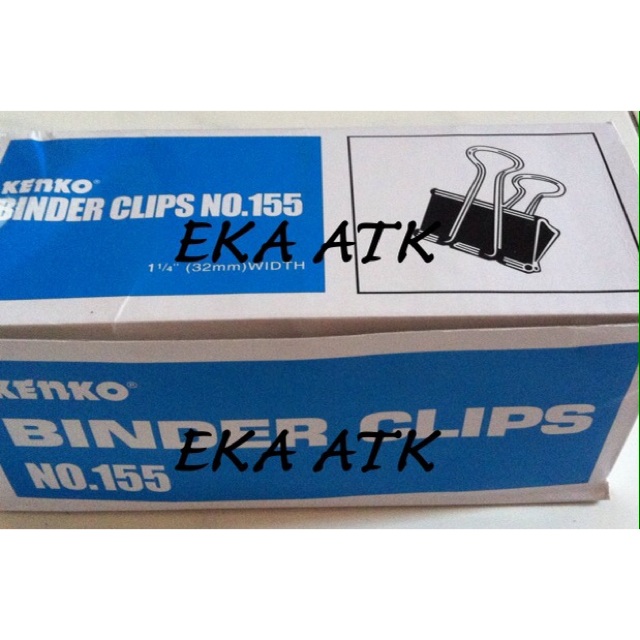 KENKO®
BINDER CLIPS NO.155
EKA ATK
1¼" (32mm) WIDTH
KENKO®
BINDER CLIPS
EKA ATK
NO.155